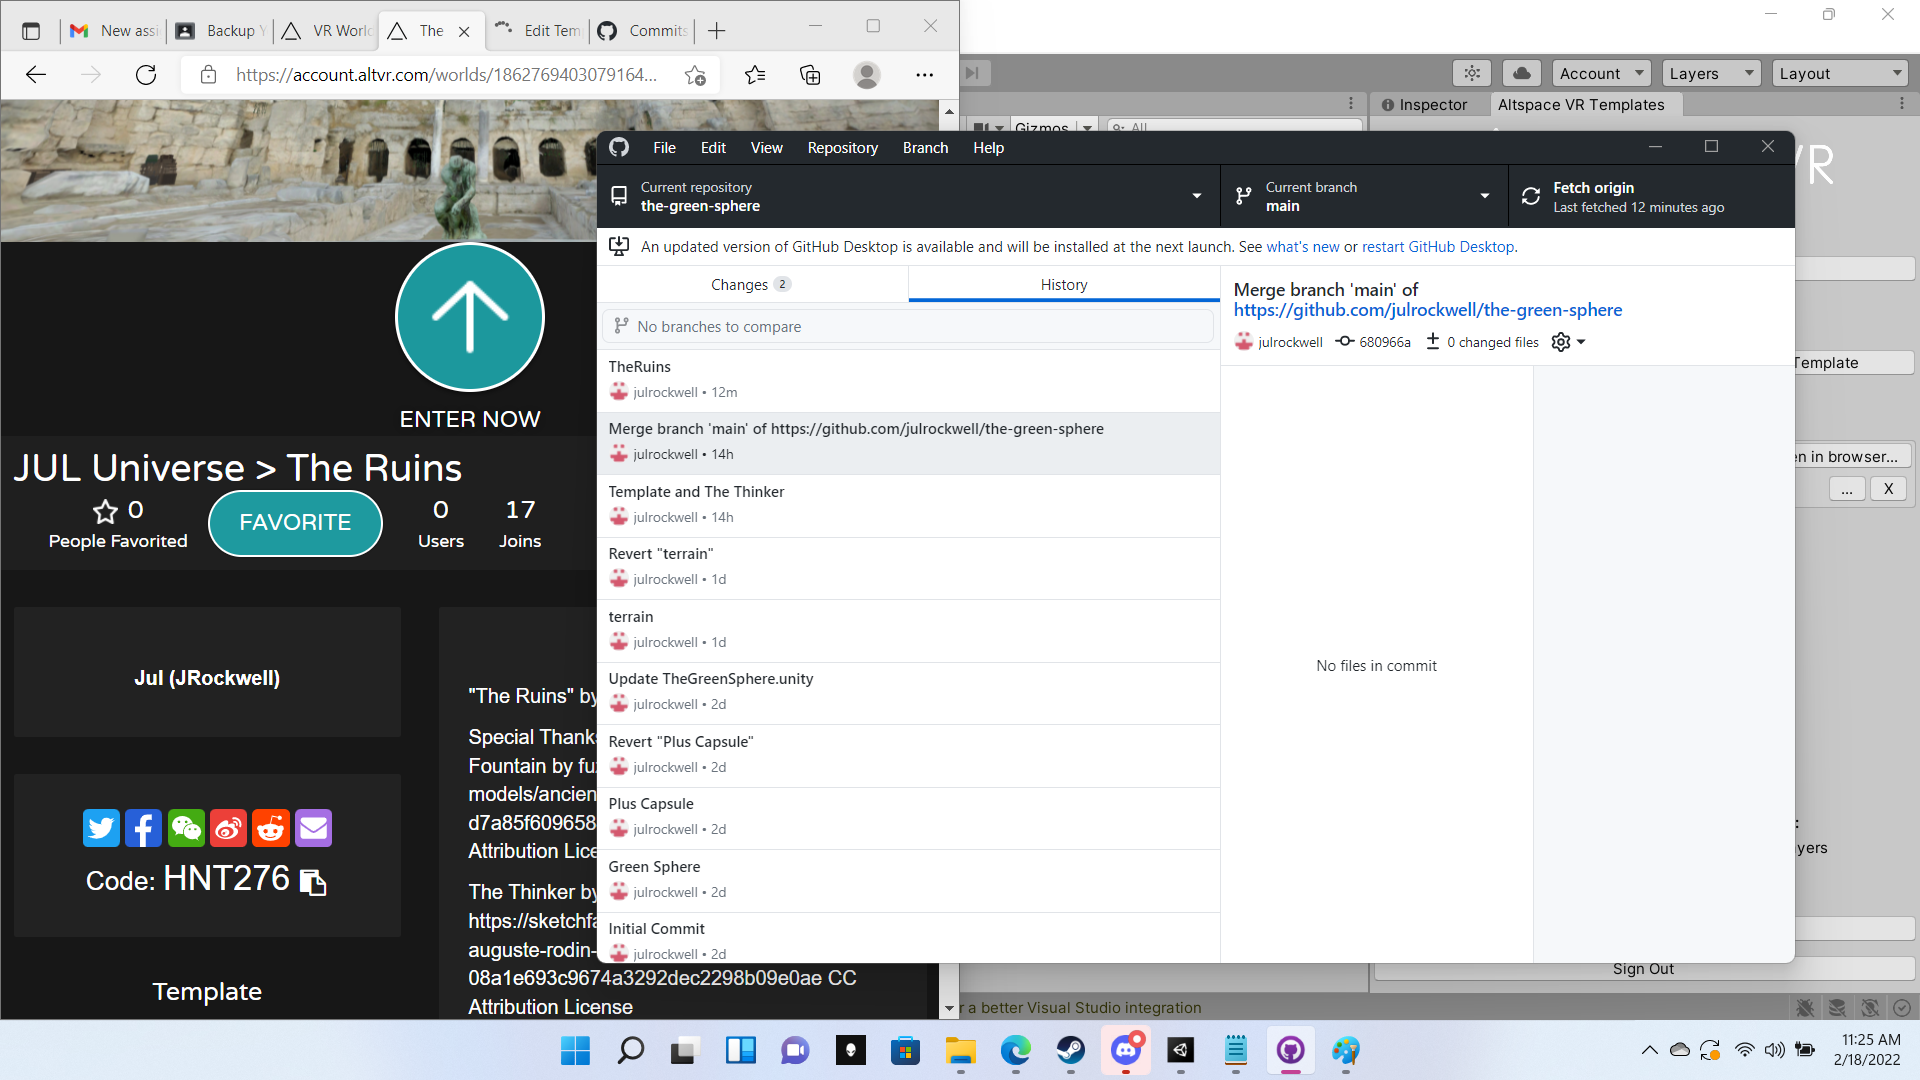 New assi
Backup Y
VR World
The
Edit Tem
Commits
https://account.altvr.com/worlds/1862769403079164...
ENTER NOW
JUL Universe > The Ruins
0
People Favorited
FAVORITE
0
Users
17
Joins
Jul (JRockwell)
Code: HNT276
Template
"The Ruins" by
Special Thanks
Fountain by fu
models/ancien
d7a85f609658
Attribution Lice
The Thinker by
https://sketchfa
auguste-rodin-
08a1e693c9674a3292dec2298b09e0ae CC
Attribution License
Account
Layers
Layout
Inspector
Altspace VR Templates
Gizmos
All
VR
File
Edit
View
Repository
Branch
Help
Current repository
the-green-sphere
Current branch
main
Fetch origin
Last fetched 12 minutes ago
An updated version of GitHub Desktop is available and will be installed at the next launch. See what's new or restart GitHub Desktop.
Changes 2
History
No branches to compare
TheRuins
julrockwell • 12m
Merge branch 'main' of https://github.com/julrockwell/the-green-sphere
julrockwell • 14h
Template and The Thinker
julrockwell • 14h
Revert "terrain"
julrockwell • 1d
terrain
julrockwell • 1d
Update TheGreenSphere.unity
julrockwell • 2d
Revert "Plus Capsule"
julrockwell • 2d
Plus Capsule
julrockwell • 2d
Green Sphere
julrockwell • 2d
Initial Commit
julrockwell • 2d
Merge branch 'main' of
https://github.com/julrockwell/the-green-sphere
julrockwell
680966a
0 changed files
No files in commit
Template
en in browser...
...
X
:
yers
Sign Out
r a better Visual Studio integration
11:25 AM
2/18/2022